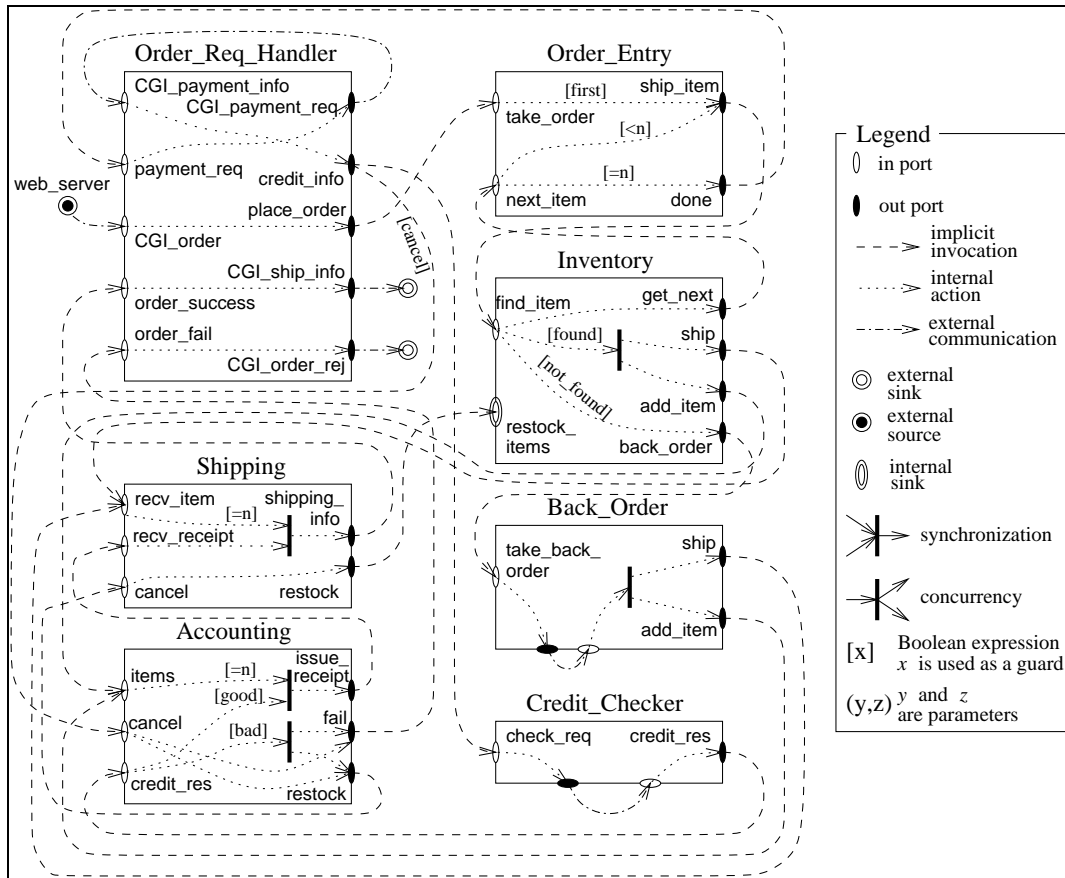 Order_Req_Handler
CGI_payment_info
CGI_payment_req
payment_req
credit_info
web_server
place_order
CGI_order
CGI_ship_info
order_success
order_fail
CGI_order_rej
[cancel]
Order_Entry
[first]
ship_item
take_order
[<n]
[=n]
next_item
done
Inventory
find_item
get_next
[found]
ship
[not_found]
add_item
restock_
items
back_order
Shipping
recv_item
[=n]
shipping_
info
recv_receipt
cancel
restock
Back_Order
take_back_
order
ship
add_item
Accounting
items
[=n]
issue_
receipt
[good]
cancel
[bad]
fail
credit_res
restock
Credit_Checker
check_req
credit_res
Legend
in port
out port
implicit
invocation
internal
action
external
communication
external
sink
external
source
internal
sink
synchronization
concurrency
[x] Boolean expression
x is used as a guard
(y,z) y and z
are parameters